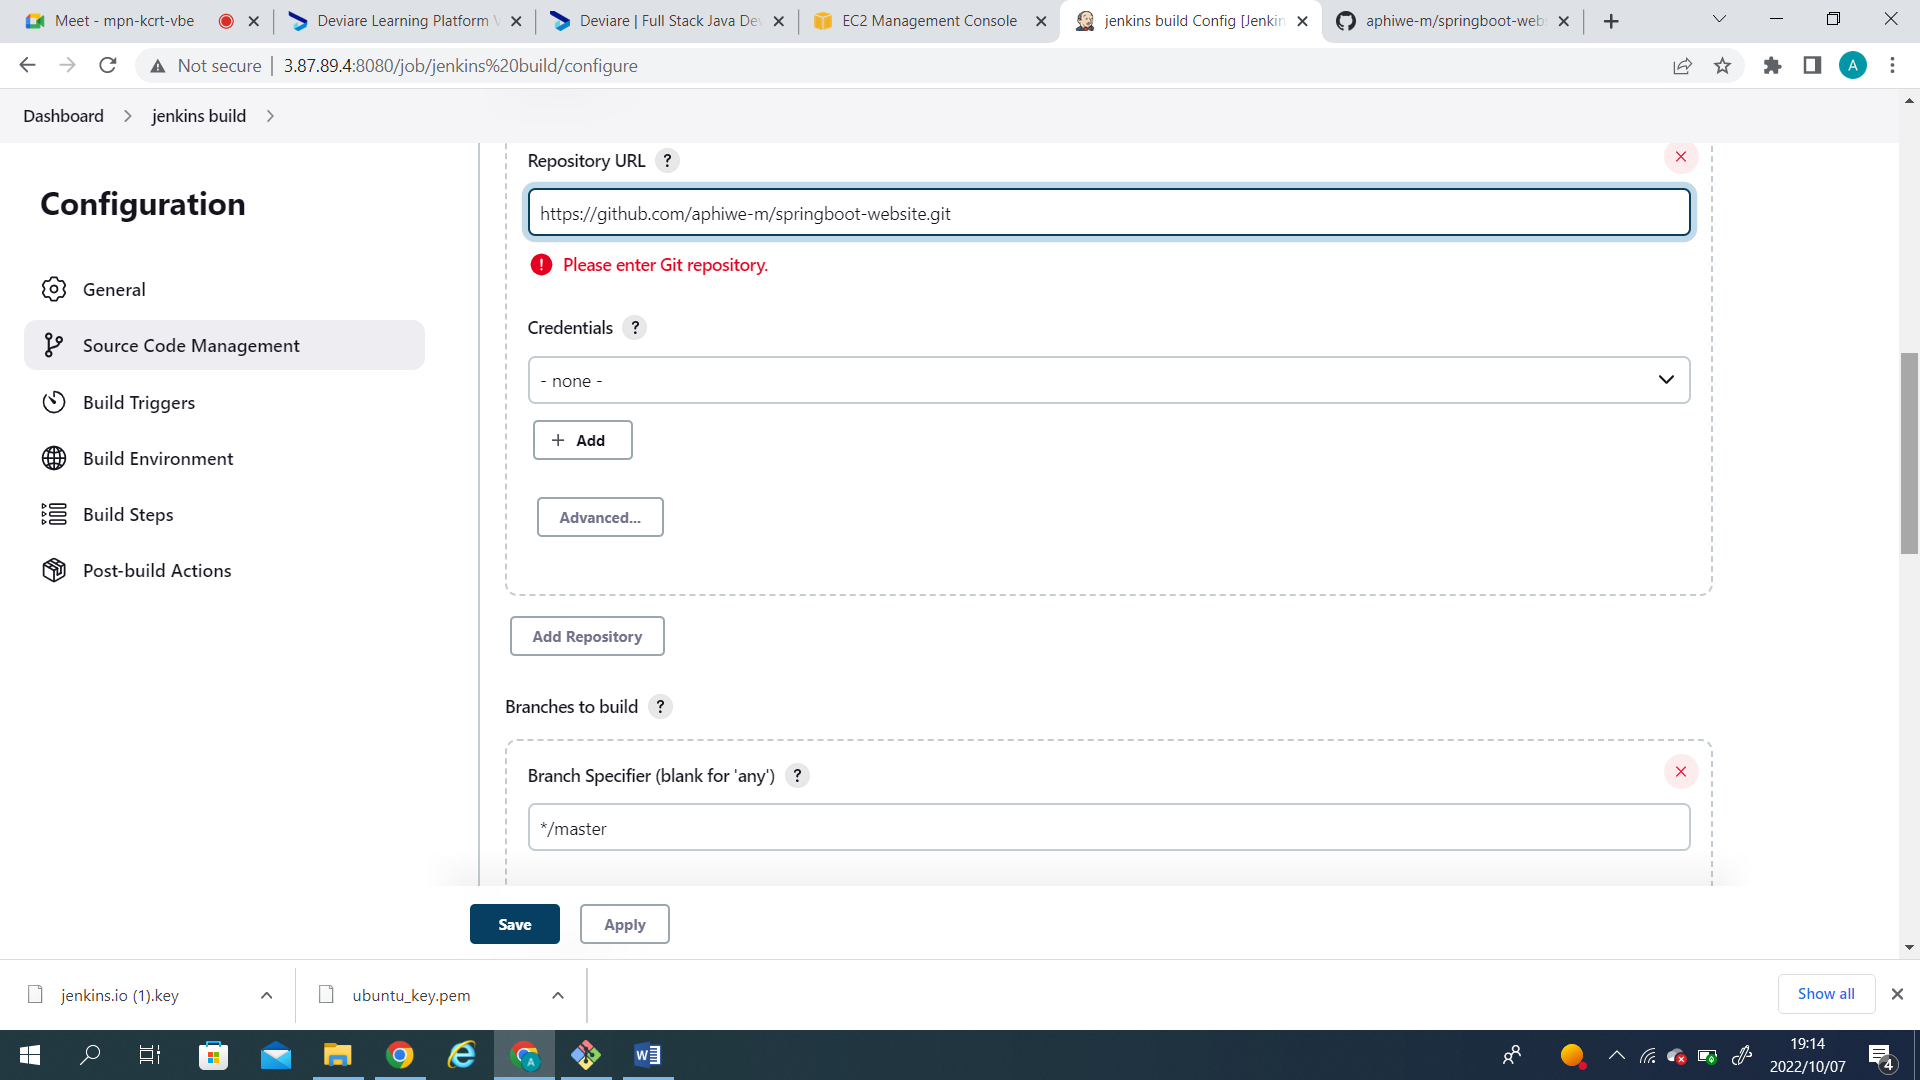 Meet - mpn-kcrt-vbe
Deviare Learning Platform V
Deviare | Full Stack Java Dev
EC2 Management Console
jenkins build Config [Jenkin
aphiwe-m/springboot-webs
Not secure
3.87.89.4:8080/job/jenkins%20build/configure
A
Dashboard
jenkins build
Configuration
General
Source Code Management
Build Triggers
Build Environment
Build Steps
Post-build Actions
Repository URL ?
https://github.com/aphiwe-m/springboot-website.git
Please enter Git repository.
Credentials ?
- none -
+ Add
Advanced...
Add Repository
Branches to build ?
Branch Specifier (blank for 'any') ?
*/master
Save
Apply
jenkins.io (1).key
ubuntu_key.pem
Show all
19:14
2022/10/07
4